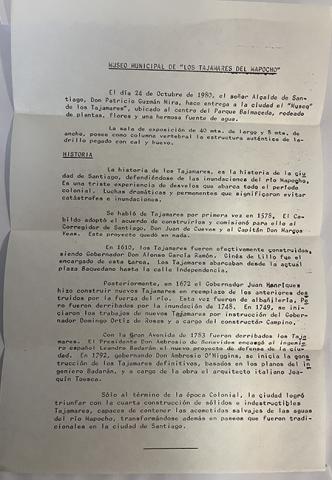 MUSEO MUNICIPAL DE "LOS TAJAMARES DEL MAPOCHO"
El día 24 de Octubre de 1980, el señor Alcalde de San-
tiago, Don Patricio Guzmán Mira, hace entrega a la ciudad el "Museo
de los Tajamares", ubicado al centro del Parque Balmaceda, rodeado
de plantas, flores y una hermosa fuente de agua.
La sala de exposición de 40 mts. de largo y 5 mts. de
ancho, posee como columna vertebral la estructura auténtica de la-
drillo pegado con cal y huevo.
HISTORIA
La historia de los Tajamares, es la historia de la ciu
dad de Santiago, defendiéndose de las inundaciones del río Mapocho.
Es una triste experiencia de desvelos que abarca todo el período
colonial. Luchas dramáticas y permanentes que significaron evitar
catástrofes e inundaciones.
Se habló de Tajamares por primera vez en 1578. El Ca-
bildo adoptó el acuerdo de construirlos y comisionó para ello al
Corregidor de Santiago, Don Juan de Cuevas y el Capitán Don Marcos
Veas. Este proyecto quedó en nada.
En 1610, los Tajamares fueron efectivamente construidos,
siendo Gobernador Don Alonso García Ramón. Ginés de Lillo fue el
encargado de esta tarea. Los Tajamares abarcaban desde la actual
plaza Baquedano hasta la calle Independencia.
Posteriormente, en 1672 el Gobernador Juan Henríques
hizo construir nuevos Tajamares en reemplazo de los anteriores des
truidos por la fuerza del río. Esta vez fueron de albañilería. Pe
ro fueron derribados por la inundación de 1748. En 1749, se ini-
ciaron los trabajos de nuevos Tajamares por instrucción del Gober
nador Domingo Ortiz de Rosas y a cargo del constructor Campino.
Con la Gran Avenida de 1783 fueron derribados los Taja
mares. El Presidente Don Ambrosio de Benavides encargó al ingenie
ro español Leandro Badarán el nuevo proyecto de defensa de la ciu-
dad. En 1792, gobernando Don Ambrosio O'Higgins, se inicia la cons
trucción de los Tajamares definitivos, basados en los planos del in
geniero Badarán, y a cargo de la obra el arquitecto italiano Joa-
quín Toesca.
Sólo al término de la época Colonial, la ciudad logró
triunfar con la cuarta construcción de sólidos e indestructibles
Tajamares, capaces de contener las acometidas salvajes de las aguas
del río Mapocho, transformándose además en paseos que fueron tradi-
cionales en la ciudad de Santiago.